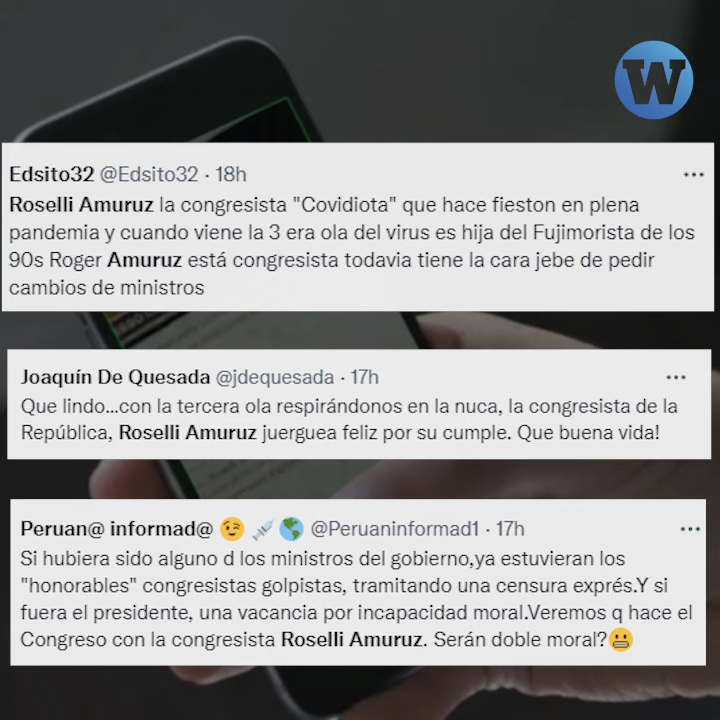 W
Edsito32 @Edsito32 · 18h
Roselli Amuruz la congresista "Covidiota" que hace fieston en plena
pandemia y cuando viene la 3 era ola del virus es hija del Fujimorista de los
90s Roger Amuruz está congresista todavia tiene la cara jebe de pedir
cambios de ministros
Joaquín De Quesada @jdequesada · 17h
Que lindo...con la tercera ola respirándonos en la nuca, la congresista de la
República, Roselli Amuruz juerguea feliz por su cumple. Que buena vida!
Peruan@ informad@ 😉 💉 🌎 @Peruaninformad1 · 17h
Si hubiera sido alguno d los ministros del gobierno,ya estuvieran los
"honorables" congresistas golpistas, tramitando una censura exprés.Y si
fuera el presidente, una vacancia por incapacidad moral.Veremos q hace el
Congreso con la congresista Roselli Amuruz. Serán doble moral?😬